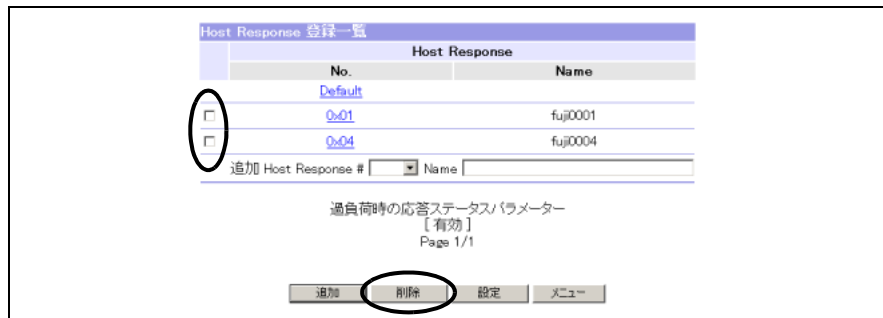 Host Response 登録一覧
Host Response
No. Name
Default
0x01 fuji0001
0x04 fuji0004
追加 Host Response # Name
過負荷時の応答ステータスパラメーター
[ 有効 ]
Page 1/1
追加 削除 設定 メニュー